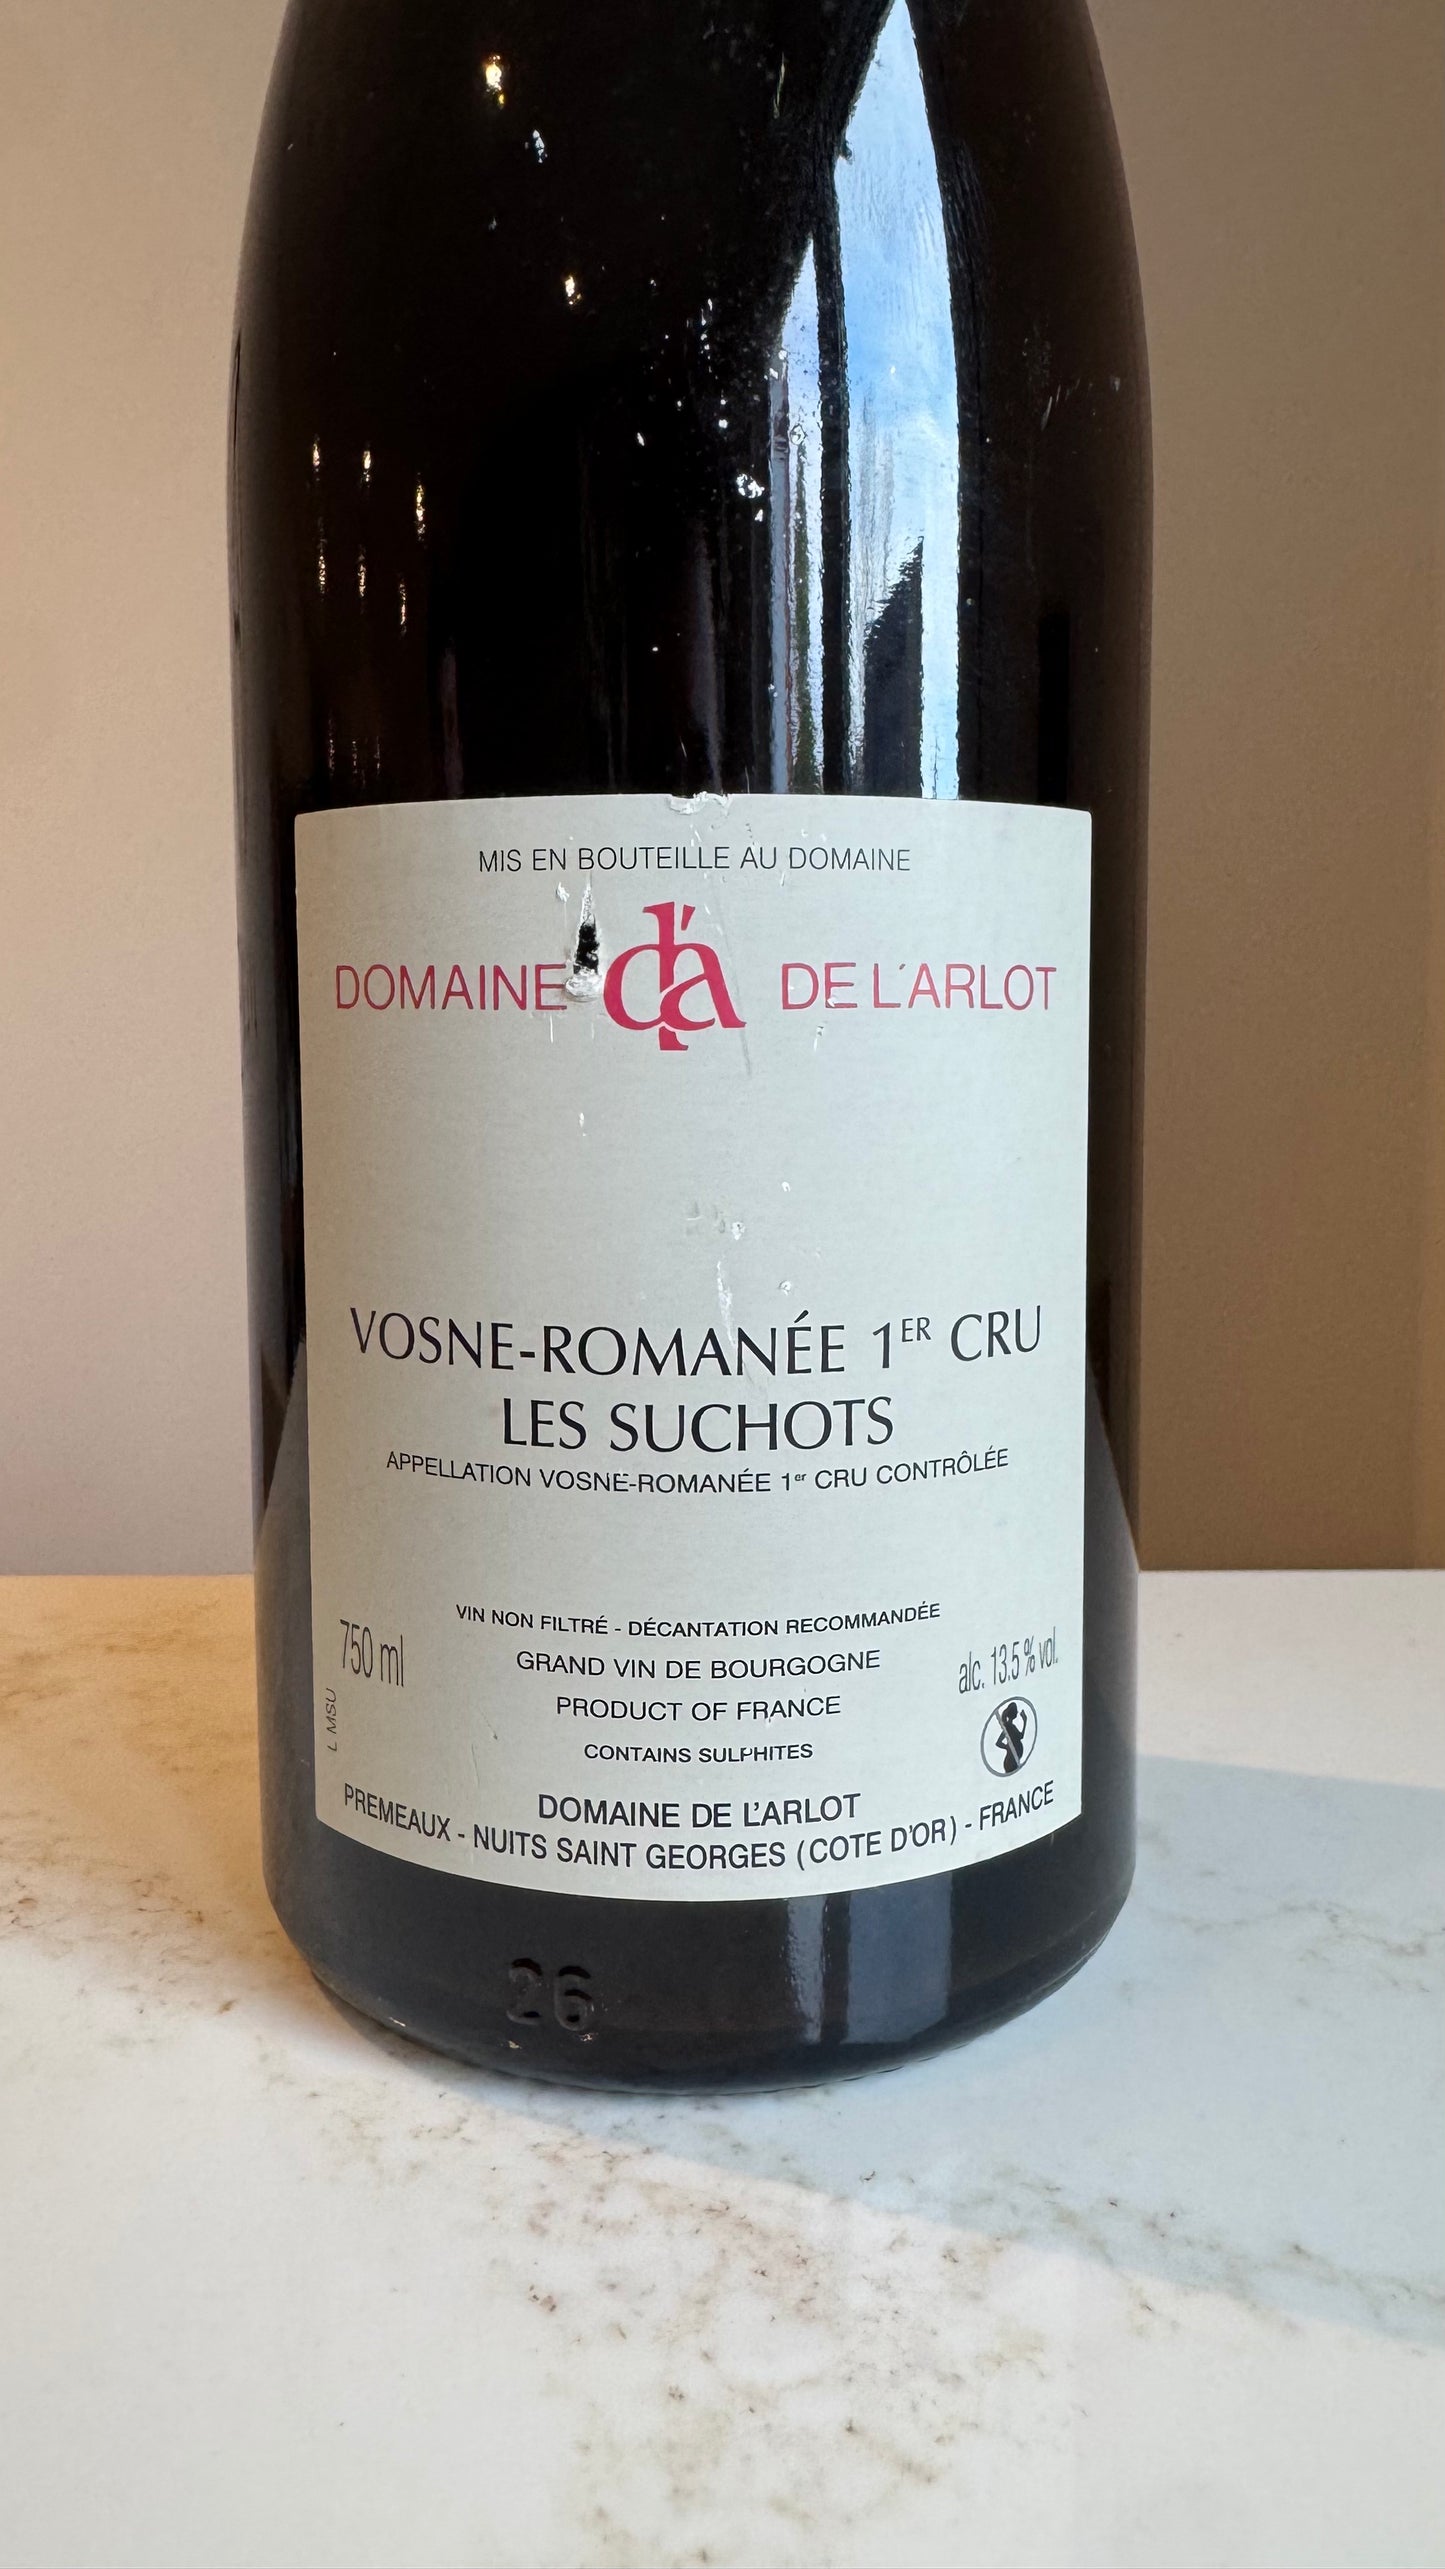 MIS EN BOUTEILLE AU DOMAINE
DOMAINE d'a DE L'ARLOT
VOSNE-ROMANÉE 1ER CRU
LES SUCHOTS
APPELLATION VOSNE-ROMANÉE 1er CRU CONTRÔLÉE
VIN NON FILTRÉ - DÉCANTATION RECOMMANDÉE
750 ml
GRAND VIN DE BOURGOGNE
alc. 13.5 % vol.
PRODUCT OF FRANCE
L MSU
CONTAINS SULPHITES
DOMAINE DE L'ARLOT
PREMEAUX - NUITS SAINT GEORGES (COTE D'OR) - FRANCE
26